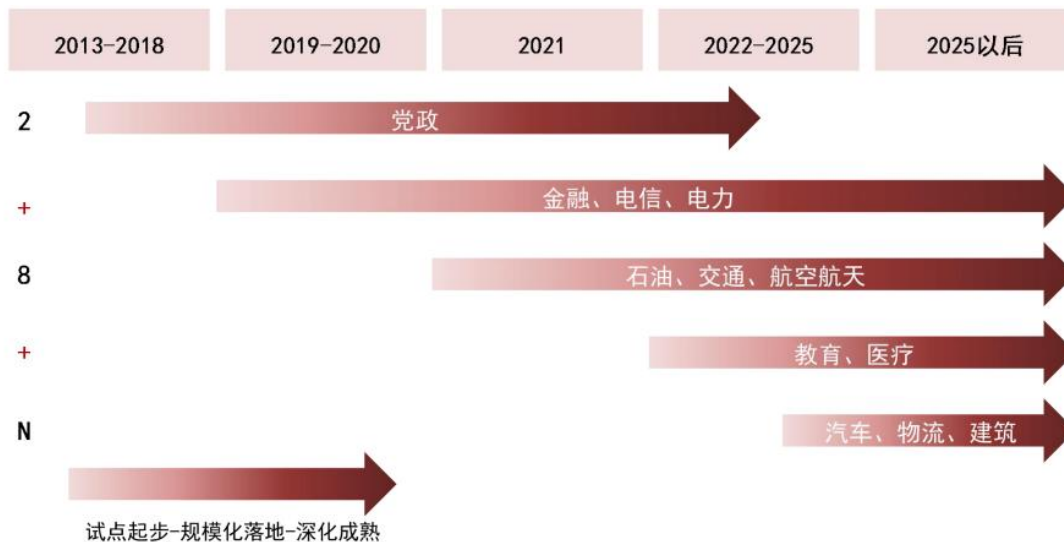 2013-2018
2019-2020
2021
2022-2025
2025以后
2
党政
+
金融、电信、电力
8
石油、交通、航空航天
+
教育、医疗
N
汽车、物流、建筑
试点起步-规模化落地-深化成熟